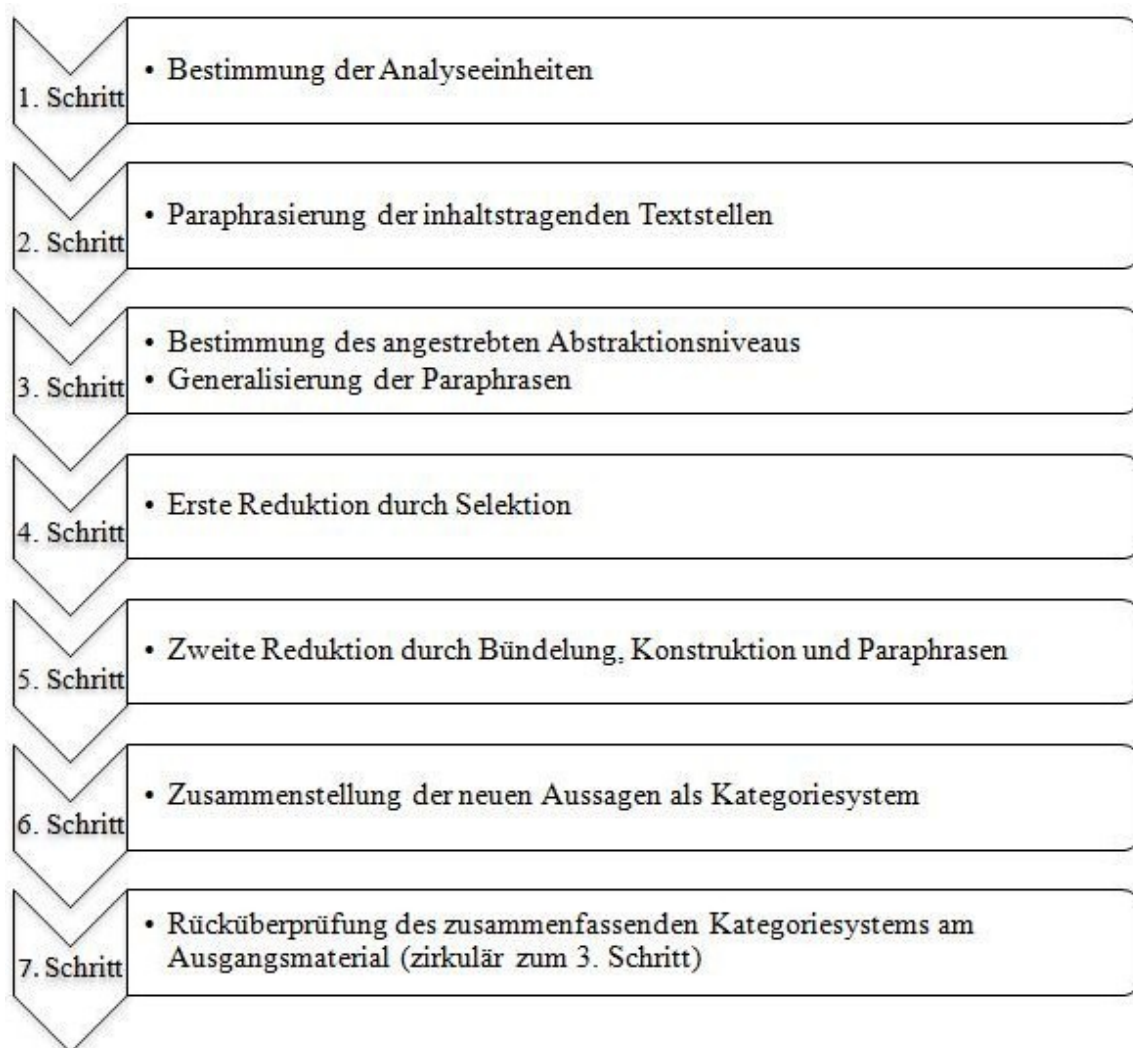 1. Schritt
• Bestimmung der Analyseeinheiten
2. Schritt
• Paraphrasierung der inhaltstragenden Textstellen
3. Schritt
• Bestimmung des angestrebten Abstraktionsniveaus
• Generalisierung der Paraphrasen
4. Schritt
• Erste Reduktion durch Selektion
5. Schritt
• Zweite Reduktion durch Bündelung, Konstruktion und Paraphrasen
6. Schritt
• Zusammenstellung der neuen Aussagen als Kategoriesystem
7. Schritt
• Rücküberprüfung des zusammenfassenden Kategoriesystems am
Ausgangsmaterial (zirkulär zum 3. Schritt)